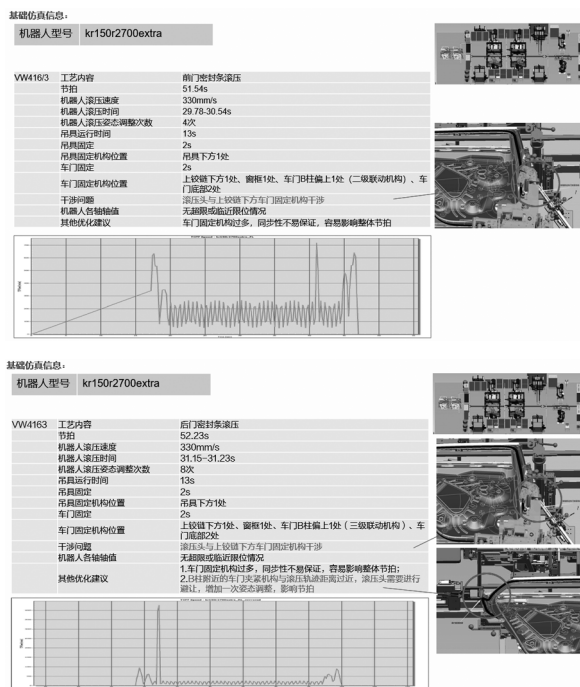 基础仿真信息:
机器人型号 kr150r2700extra
VW416/3 工艺内容 前门密封条滚压
节拍 51.54s
机器人滚压速度 330mm/s
机器人滚压时间 29.78-30.54s
机器人滚压姿态调整次数 4次
吊具运行时间 13s
吊具固定 2s
吊具固定机构位置 吊具下方1处
车门固定 2s
车门固定机构位置 上铰链下方1处、窗框1处、车门B柱偏上1处(二级联动机构)、车
门底部2处
干涉问题 滚压头与上铰链下方车门固定机构干涉
机器人各轴轴值 无超限或临近限位情况
其他优化建议 车门固定机构过多，同步性不易保证，容易影响整体节拍
基础仿真信息:
机器人型号 kr150r2700extra
VW4163 工艺内容 后门密封条滚压
节拍 52.23s
机器人滚压速度 330mm/s
机器人滚压时间 31.15–31.23s
机器人滚压姿态调整次数 8次
吊具运行时间 13s
吊具固定 2s
吊具固定机构位置 吊具下方1处
车门固定 2s
车门固定机构位置 上铰链下方1处、窗框1处、车门B柱偏上1处(三级联动机构)、车
门底部2处
干涉问题 滚压头与上铰链下方车门固定机构干涉
机器人各轴轴值 无超限或临近限位情况
其他优化建议 1.车门固定机构过多，同步性不易保证，容易影响整体节拍;
2.B柱附近的车门夹紧机构与滚压轨迹距离过近，滚压头需要进行
避让，增加一次姿态调整，影响节拍